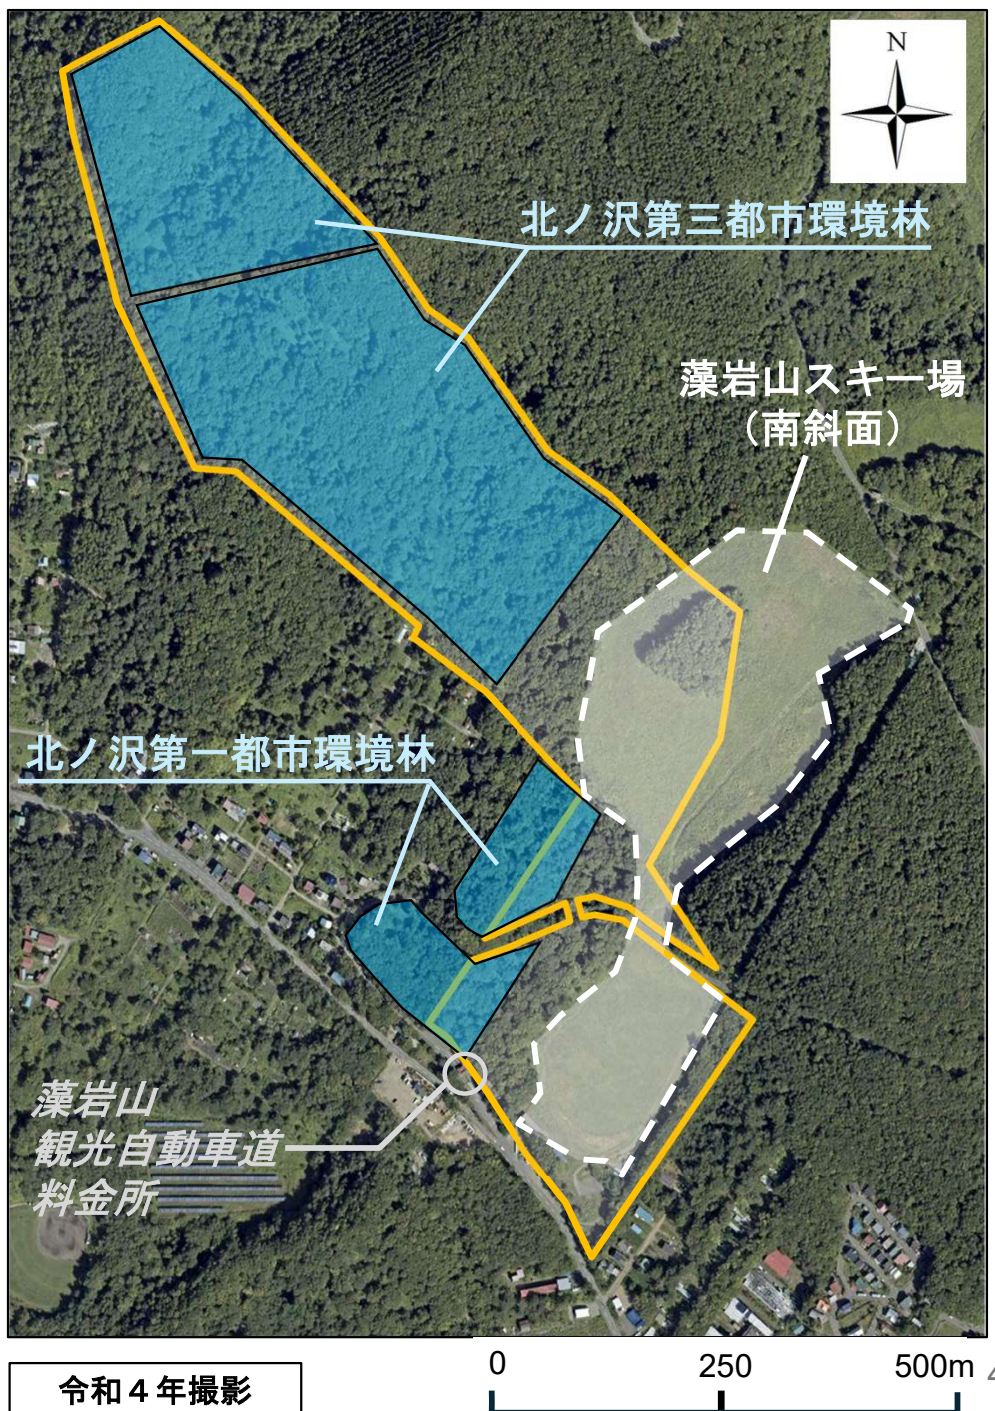 N
北ノ沢第三都市環境林
藻岩山スキー場
（南斜面）
北ノ沢第一都市環境林
藻岩山
観光自動車道
料金所
令和４年撮影
0 250 500m